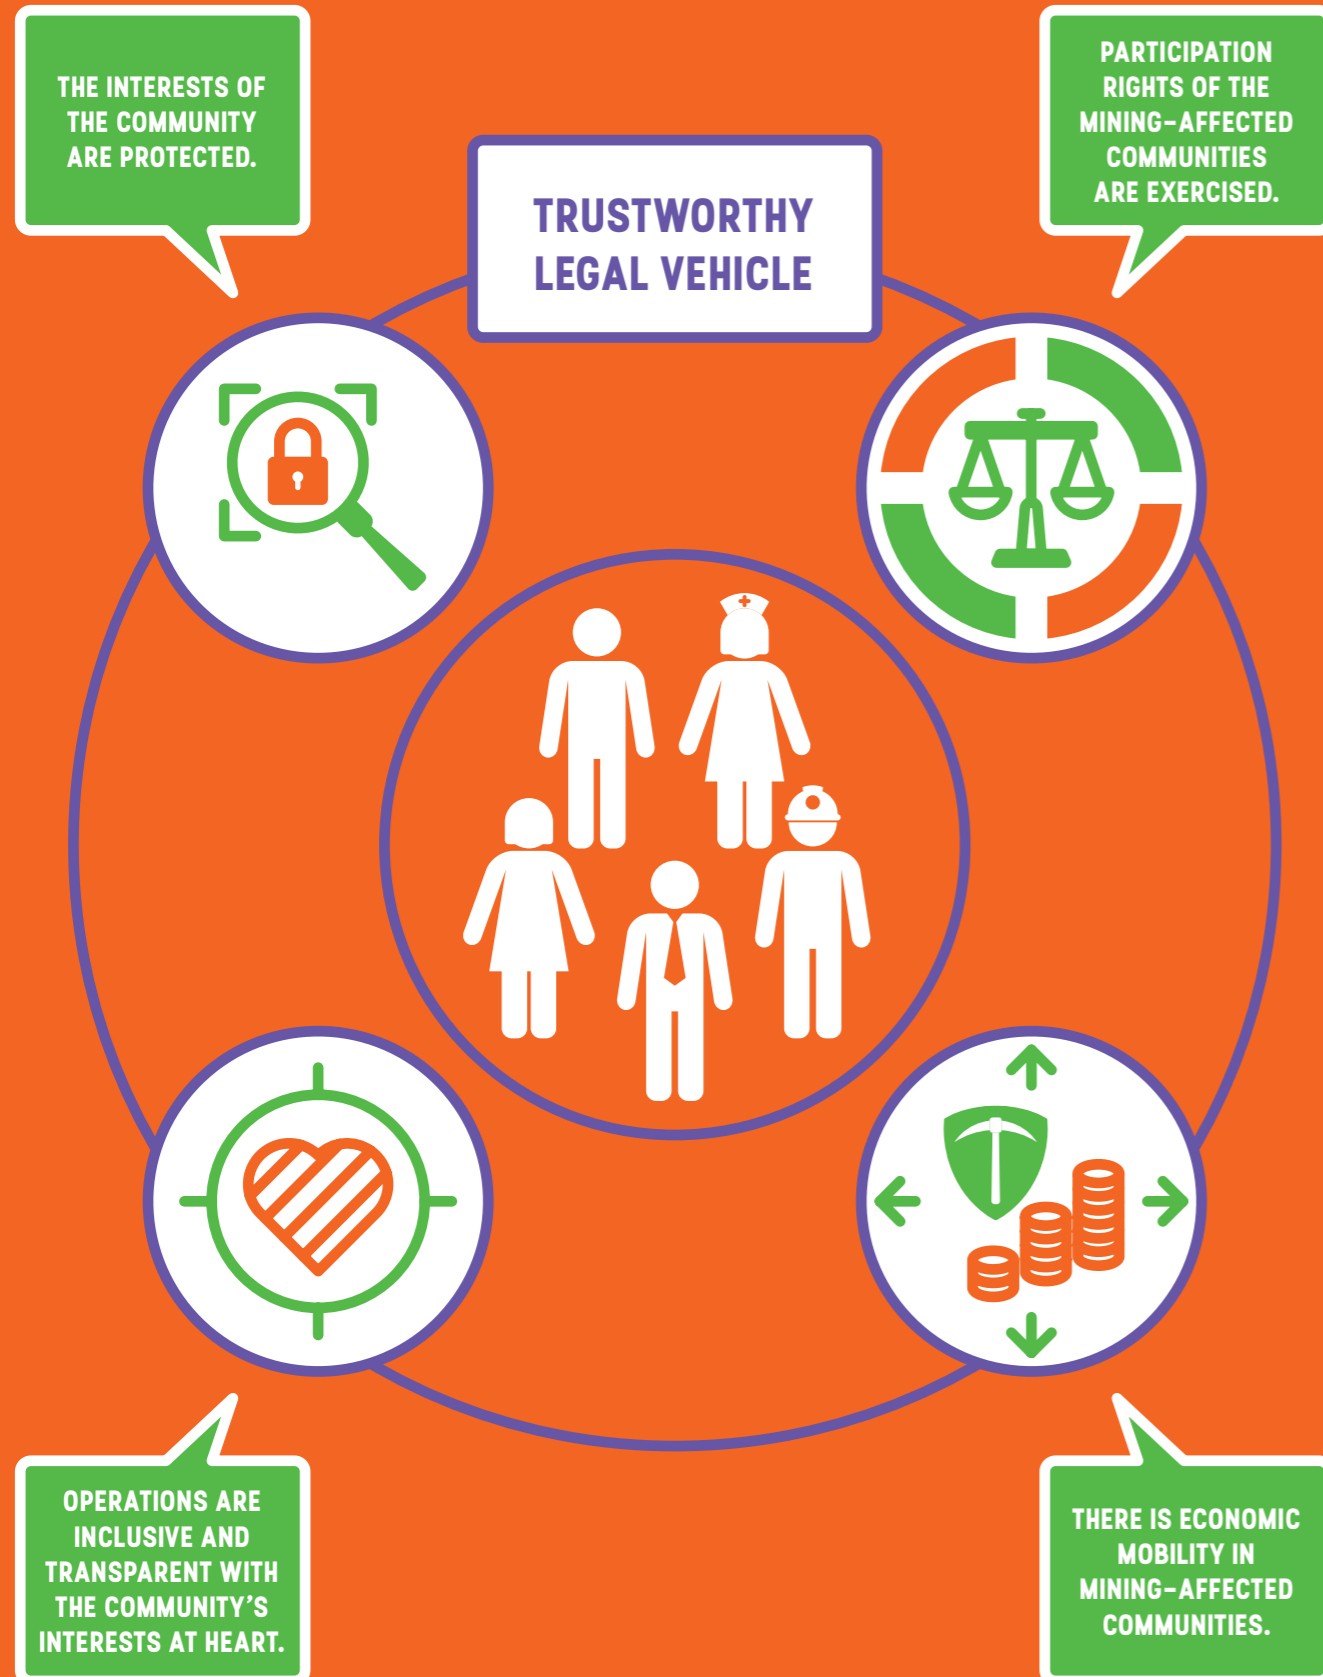 THE INTERESTS OF
THE COMMUNITY
ARE PROTECTED.
PARTICIPATION
RIGHTS OF THE
MINING-AFFECTED
COMMUNITIES
ARE EXERCISED.
TRUSTWORTHY
LEGAL VEHICLE
OPERATIONS ARE
INCLUSIVE AND
TRANSPARENT WITH
THE COMMUNITY’S
INTERESTS AT HEART.
THERE IS ECONOMIC
MOBILITY IN
MINING-AFFECTED
COMMUNITIES.